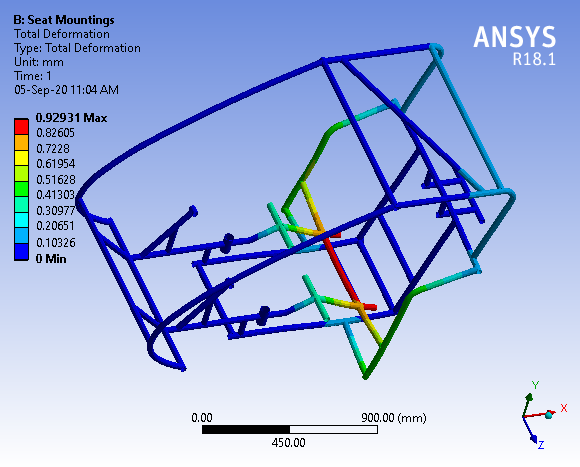 B: Seat Mountings
Total Deformation
Type: Total Deformation
Unit: mm
Time: 1
05-Sep-20 11:04 AM
ANSYS
R18.1
0.92931 Max
0.82605
0.7228
0.61954
0.51628
0.41303
0.30977
0.20651
0.10326
0 Min
0.00
900.00 (mm)
450.00
Y
X
Z